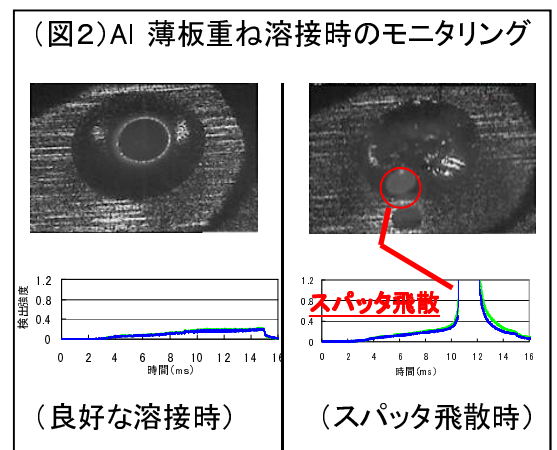 （図２）Al 薄板重ね溶接時のモニタリング
検出強度
1.2
0.8
0.4
0
0 2 4 6 8 10 12 14 16
時間（ms）
（良好な溶接時）
スパッタ飛散
1.2
0.8
0.4
0
0 2 4 6 8 10 12 14 16
時間（ms）
（スパッタ飛散時）